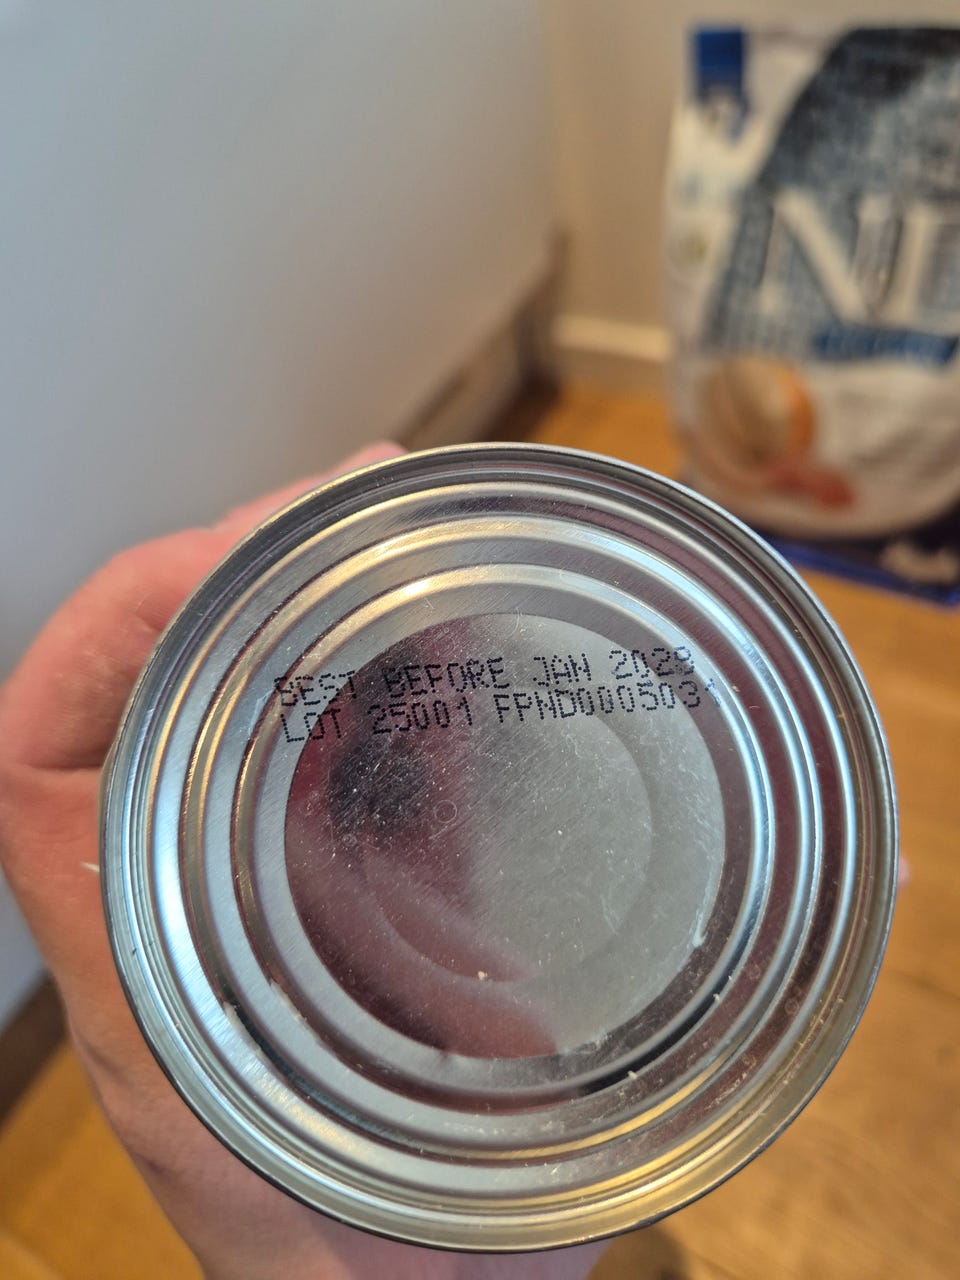 BEST BEFORE JAN 2028
LOT 25001 FPND0005031